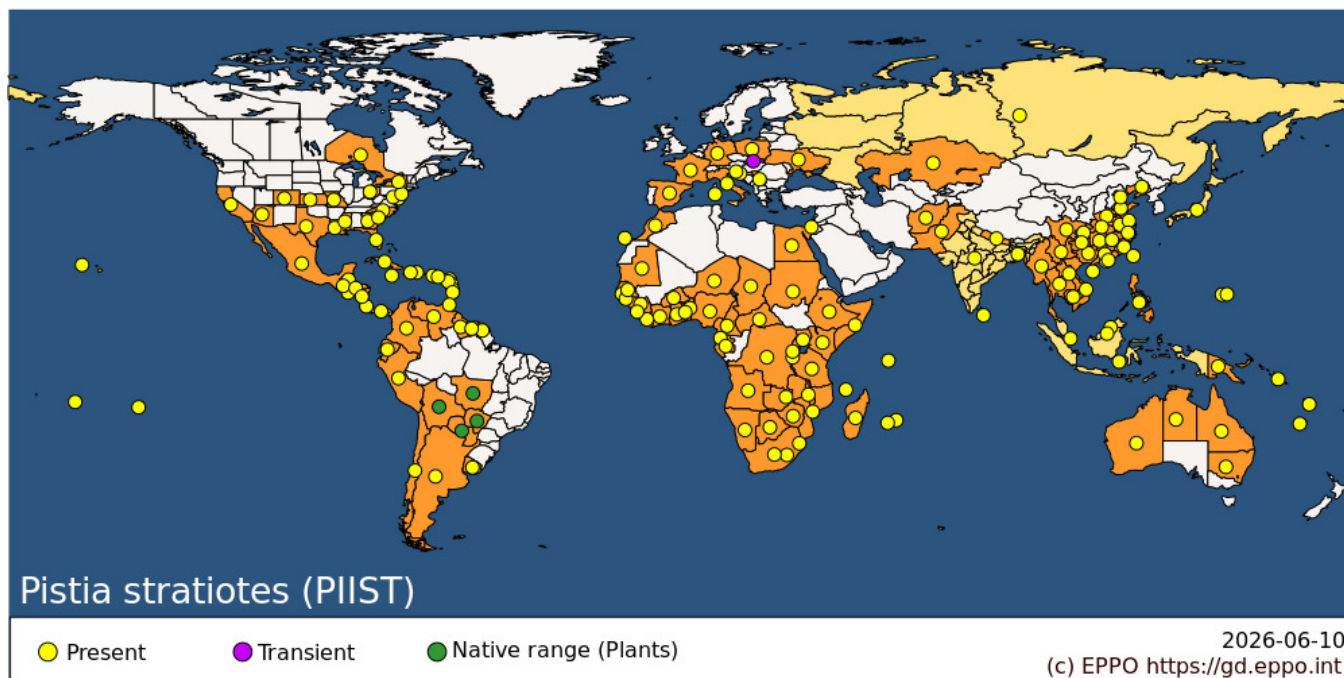 Pistia stratiotes (PIIST)
Present
Transient
Native range (Plants)
2026-06-10
(c) EPPO https://gd.eppo.int